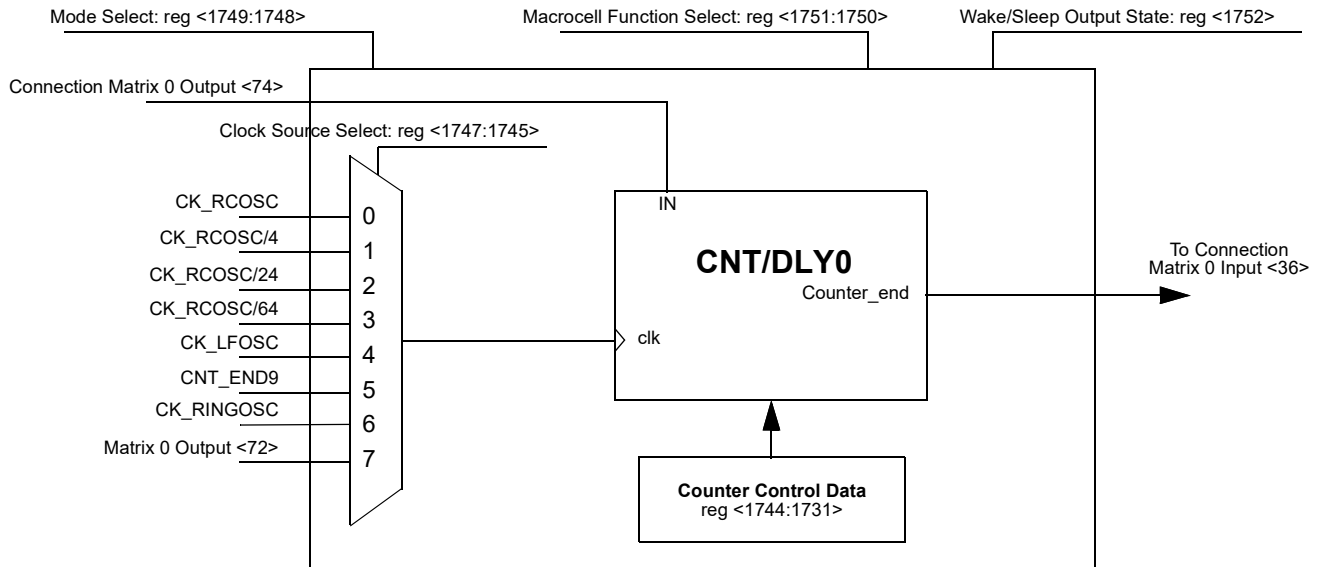 Mode Select: reg <1749:1748>
Macrocell Function Select: reg <1751:1750>
Wake/Sleep Output State: reg <1752>
Connection Matrix 0 Output <74>
Clock Source Select: reg <1747:1745>
CK_RCOSC
0
CK_RCOSC/4
1
CK_RCOSC/24
2
CK_RCOSC/64
3
CK_LFOSC
4
CNT_END9
5
CK_RINGOSC
6
Matrix 0 Output <72>
7
IN
CNT/DLY0
Counter_end
clk
To Connection
Matrix 0 Input <36>
Counter Control Data
reg <1744:1731>